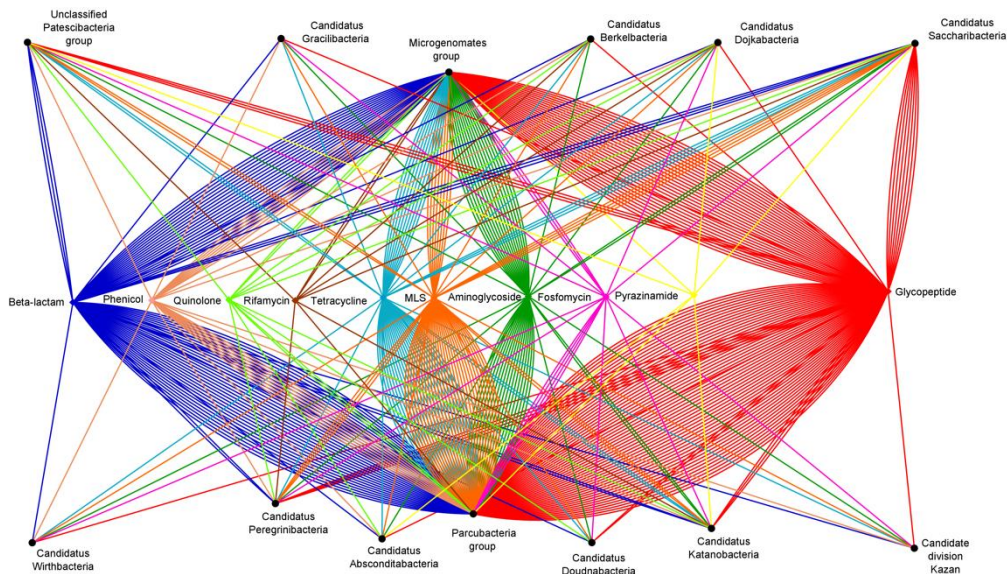 Unclassified
Patescibacteria
group
Candidatus
Gracilibacteria
Microgenomates
group
Candidatus
Berkelbacteria
Candidatus
Dojkabacteria
Candidatus
Saccharibacteria
Beta-lactam
Phenicol
Quinolone
Rifamycin
Tetracycline
MLS
Aminoglycoside
Fosfomycin
Pyrazinamide
Glycopeptide
Candidatus
Wirthbacteria
Candidatus
Peregrinibacteria
Candidatus
Absconditabacteria
Parcubacteria
group
Candidatus
Doudnabacteria
Candidatus
Katanobacteria
Candidate
division
Kazan